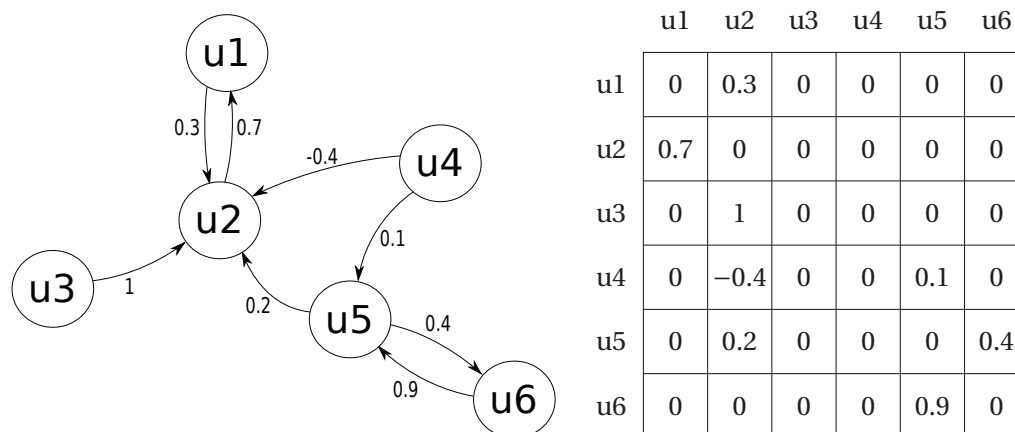 u1
0.3 0.7
-0.4 u4
u2
0.1
u3 1
0.2 u5 0.4
0.9 u6
u1 u2 u3 u4 u5 u6
u1 0 0.3 0 0 0 0
u2 0.7 0 0 0 0 0
u3 0 1 0 0 0 0
u4 0 −0.4 0 0 0.1 0
u5 0 0.2 0 0 0 0.4
u6 0 0 0 0 0.9 0